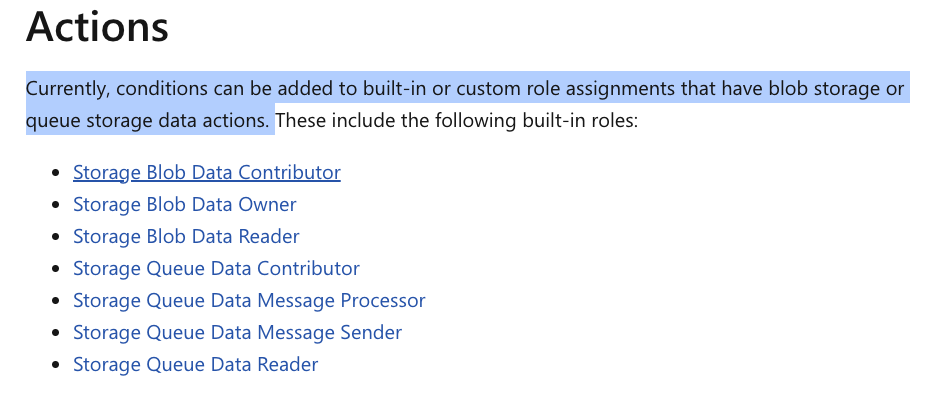 Actions
Currently, conditions can be added to built-in or custom role assignments that have blob storage or
queue storage data actions. These include the following built-in roles:
• Storage Blob Data Contributor
• Storage Blob Data Owner
• Storage Blob Data Reader
• Storage Queue Data Contributor
• Storage Queue Data Message Processor
• Storage Queue Data Message Sender
• Storage Queue Data Reader